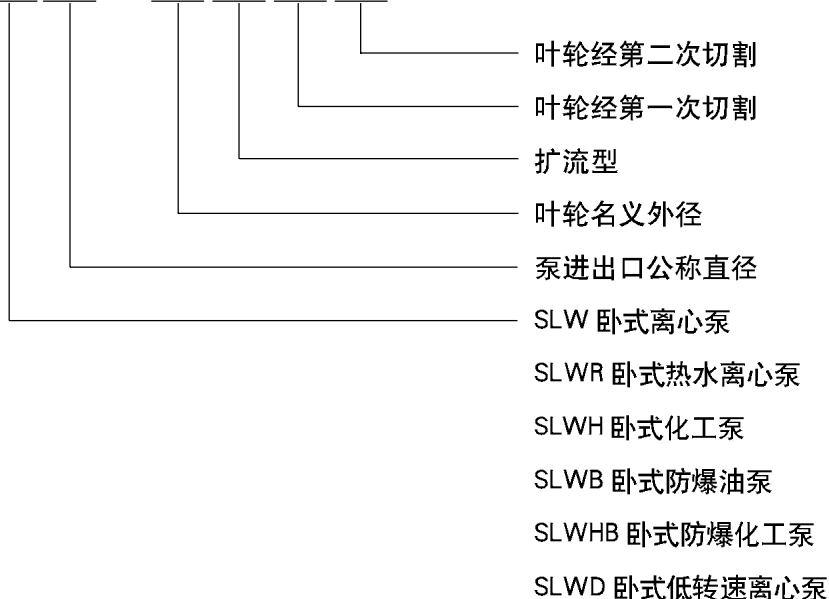 叶轮经第二次切割
叶轮经第一次切割
扩流型
叶轮名义外径
泵进出口公称直径
SLW 卧式离心泵
SLWR 卧式热水离心泵
SLWH 卧式化工泵
SLWB 卧式防爆油泵
SLWHB 卧式防爆化工泵
SLWD 卧式低转速离心泵